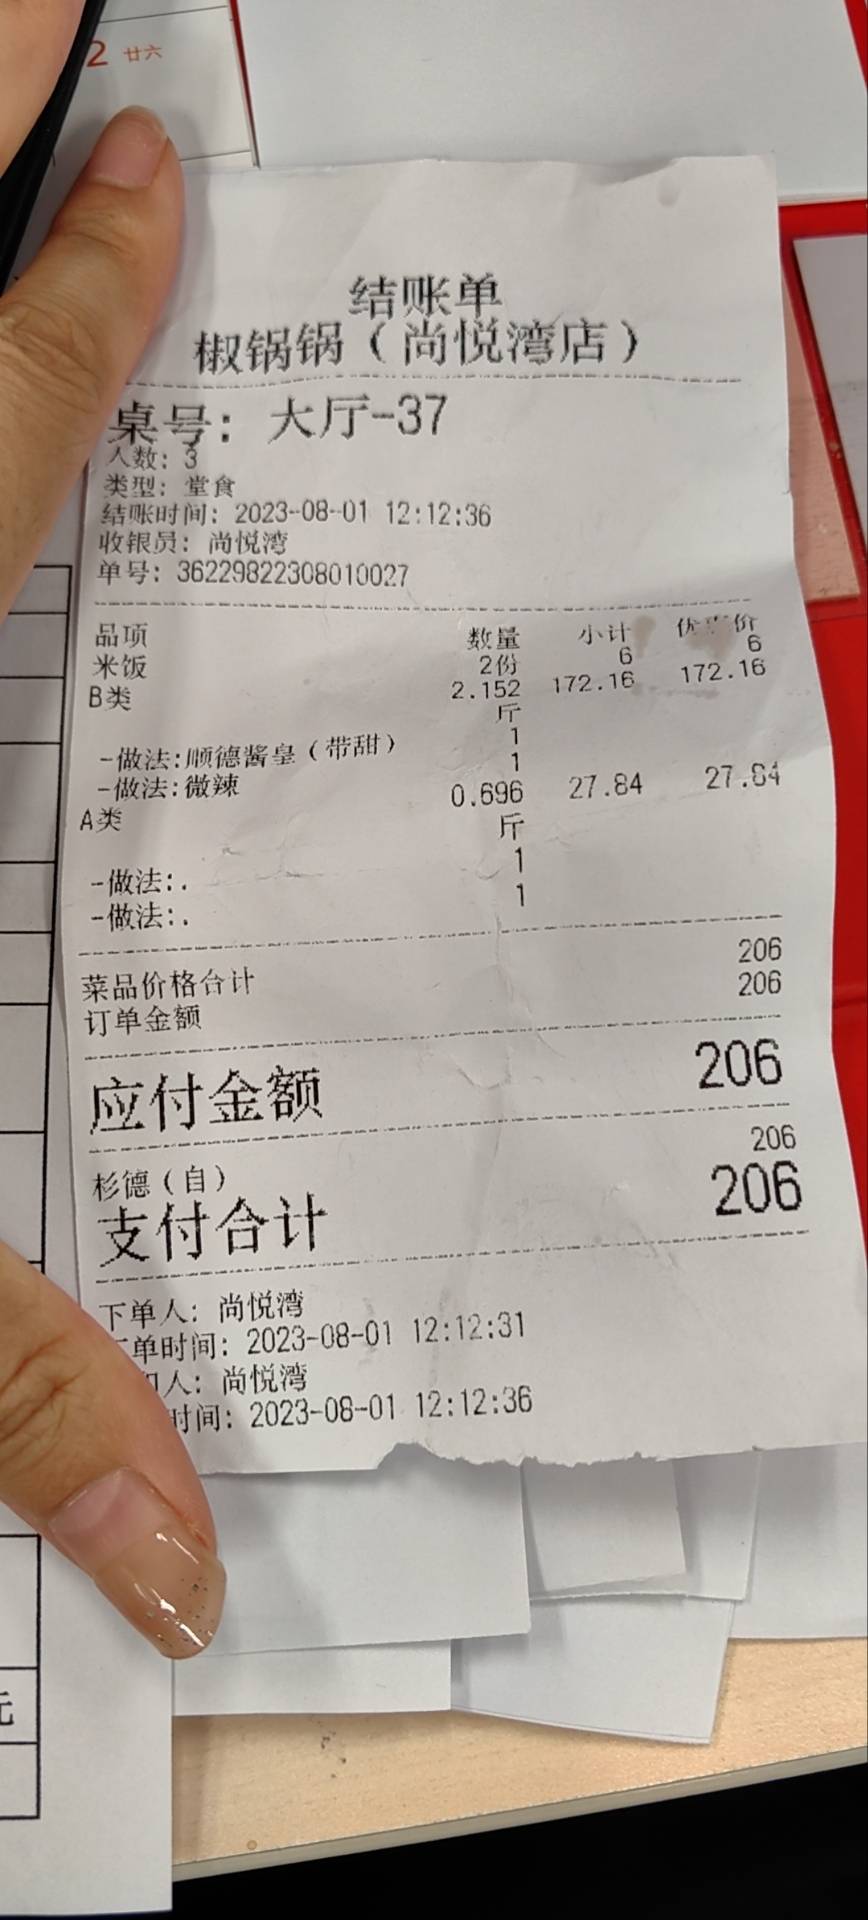 2 廿六
结账单
椒锅锅（尚悦湾店）
桌号: 大厅-37
人数: 3
类型: 堂食
结账时间: 2023-08-01 12:12:36
收银员: 尚悦湾
单号: 36229822308010027
品项 数量 小计 优 价
米饭 2份 6 6
B类 2.152 172.16 172.16
斤
-做法:顺德酱皇（带甜） 1
-做法:微辣 1
A类 0.696 27.84 27.84
斤
-做法:. 1
-做法:. 1
菜品价格合计 206
订单金额 206
应付金额 206
杉德（自） 206
支付合计 206
下单人: 尚悦湾
单时间: 2023-08-01 12:12:31
人: 尚悦湾
时间: 2023-08-01 12:12:36
元